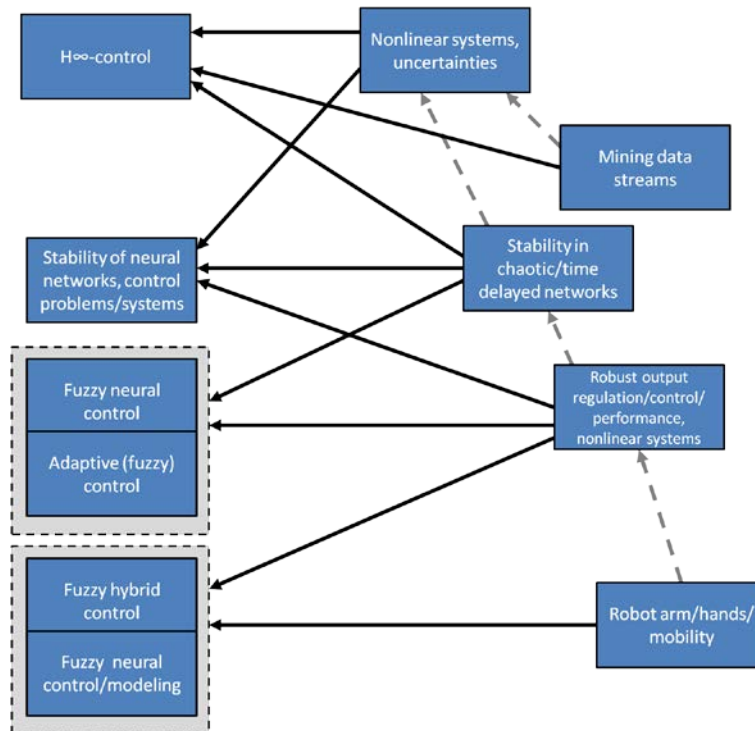 H∞-control
Nonlinear systems,
uncertainties
Mining data
streams
Stability of neural
networks, control
problems/systems
Stability in
chaotic/time
delayed networks
Fuzzy neural
control
Adaptive (fuzzy)
control
Robust output
regulation/control/
performance,
nonlinear systems
Fuzzy hybrid
control
Fuzzy neural
control/modeling
Robot arm/hands/
mobility